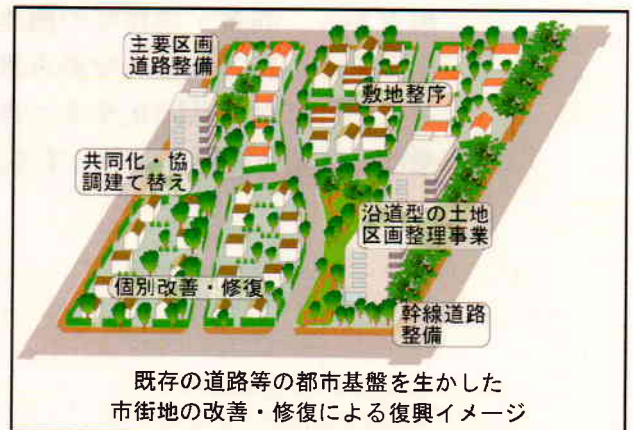 主要区画
道路整備
敷地整序
共同化・協
調建て替え
沿道型の土地
区画整理事業
個別改善・修復
幹線道路
整備
既存の道路等の都市基盤を生かした
市街地の改善・修復による復興イメージ